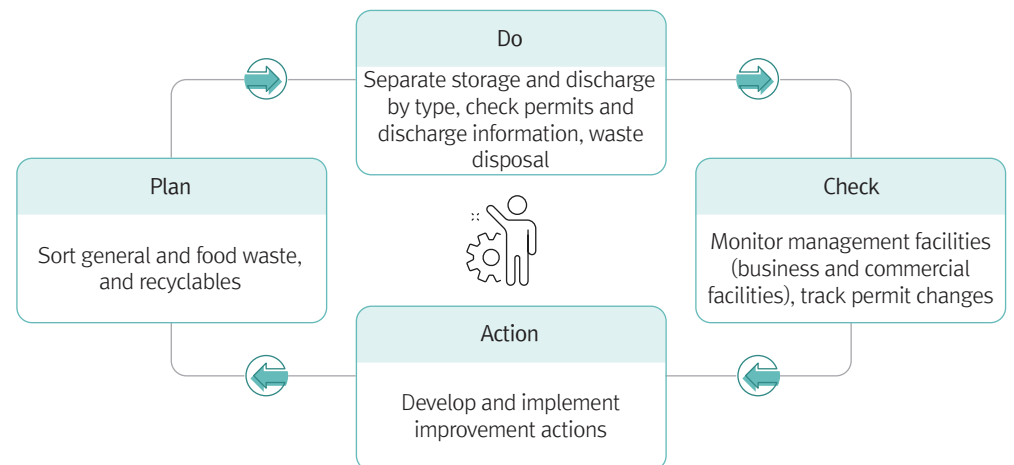 Do
Separate storage and discharge
by type, check permits and
discharge information, waste
disposal
Plan
Sort general and food waste,
and recyclables
Check
Monitor management facilities
(business and commercial
facilities), track permit changes
Action
Develop and implement
improvement actions